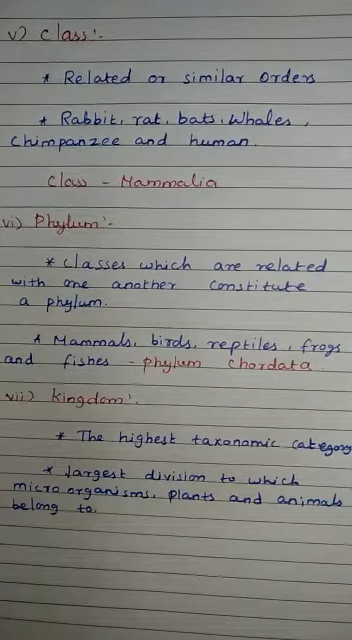 v) Class:-
* Related or similar orders
* Rabbit, rat, bats, Whales,
Chimpanzee and human.
Class - Mammalia
vi) Phylum:-
* Classes which are related
with one another constitute
a phylum.
* Mammals, birds, reptiles, frogs
and fishes - phylum chordata
vii) Kingdom:-
* The highest taxonomic category
* largest division to which
micro organisms, plants and animals
belong to.